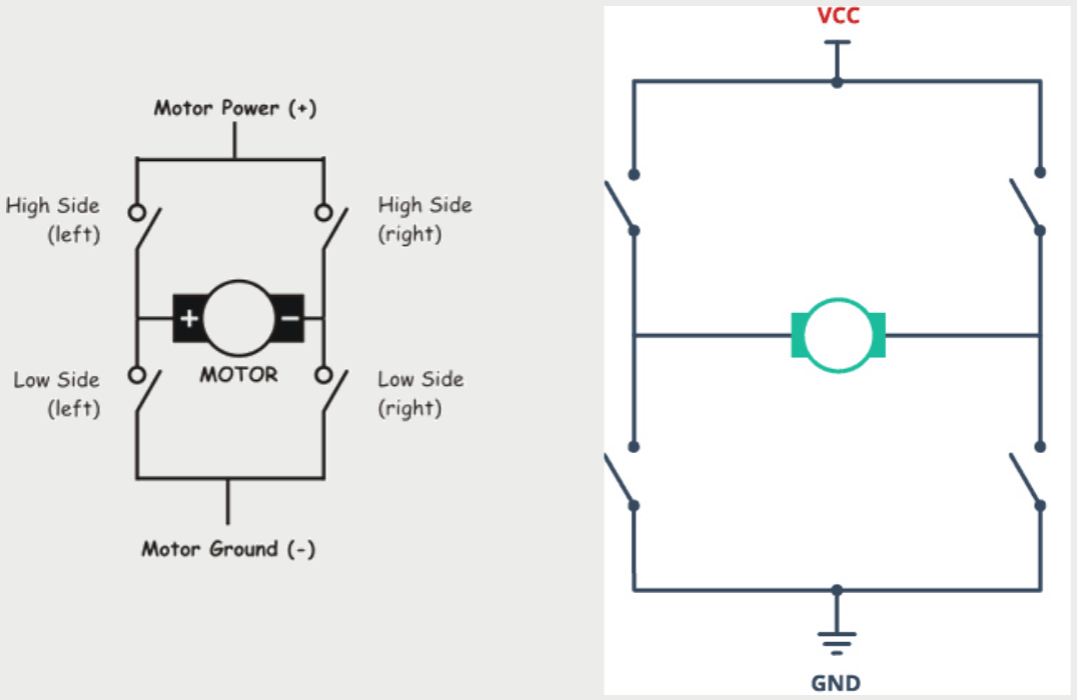 Motor Power (+)
High Side
(left)
High Side
(right)
+
−
MOTOR
Low Side
(left)
Low Side
(right)
Motor Ground (-)
VCC
GND